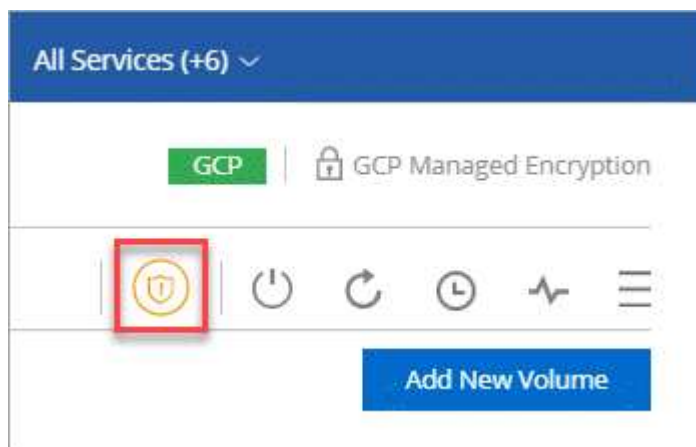 All Services (+6)
GCP
GCP Managed Encryption
Add New Volume